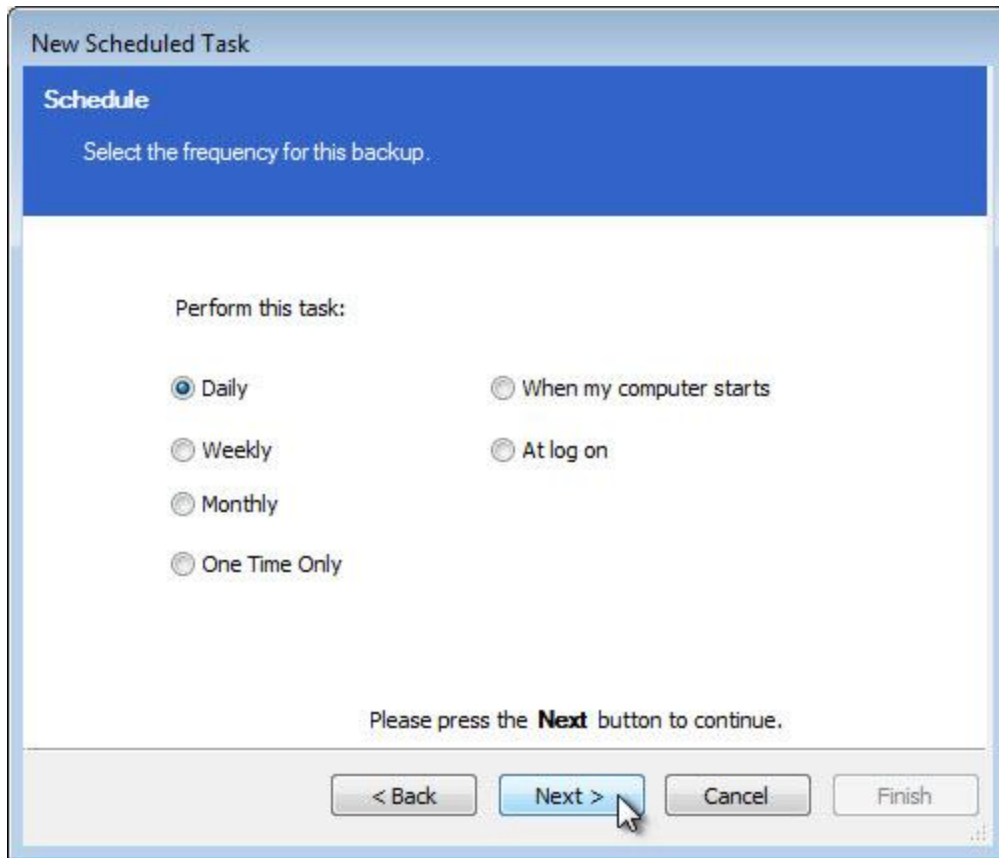 New Scheduled Task
Schedule
Select the frequency for this backup.
Perform this task:
Daily
When my computer starts
Weekly
At log on
Monthly
One Time Only
Please press the Next button to continue.
< Back Next > Cancel Finish